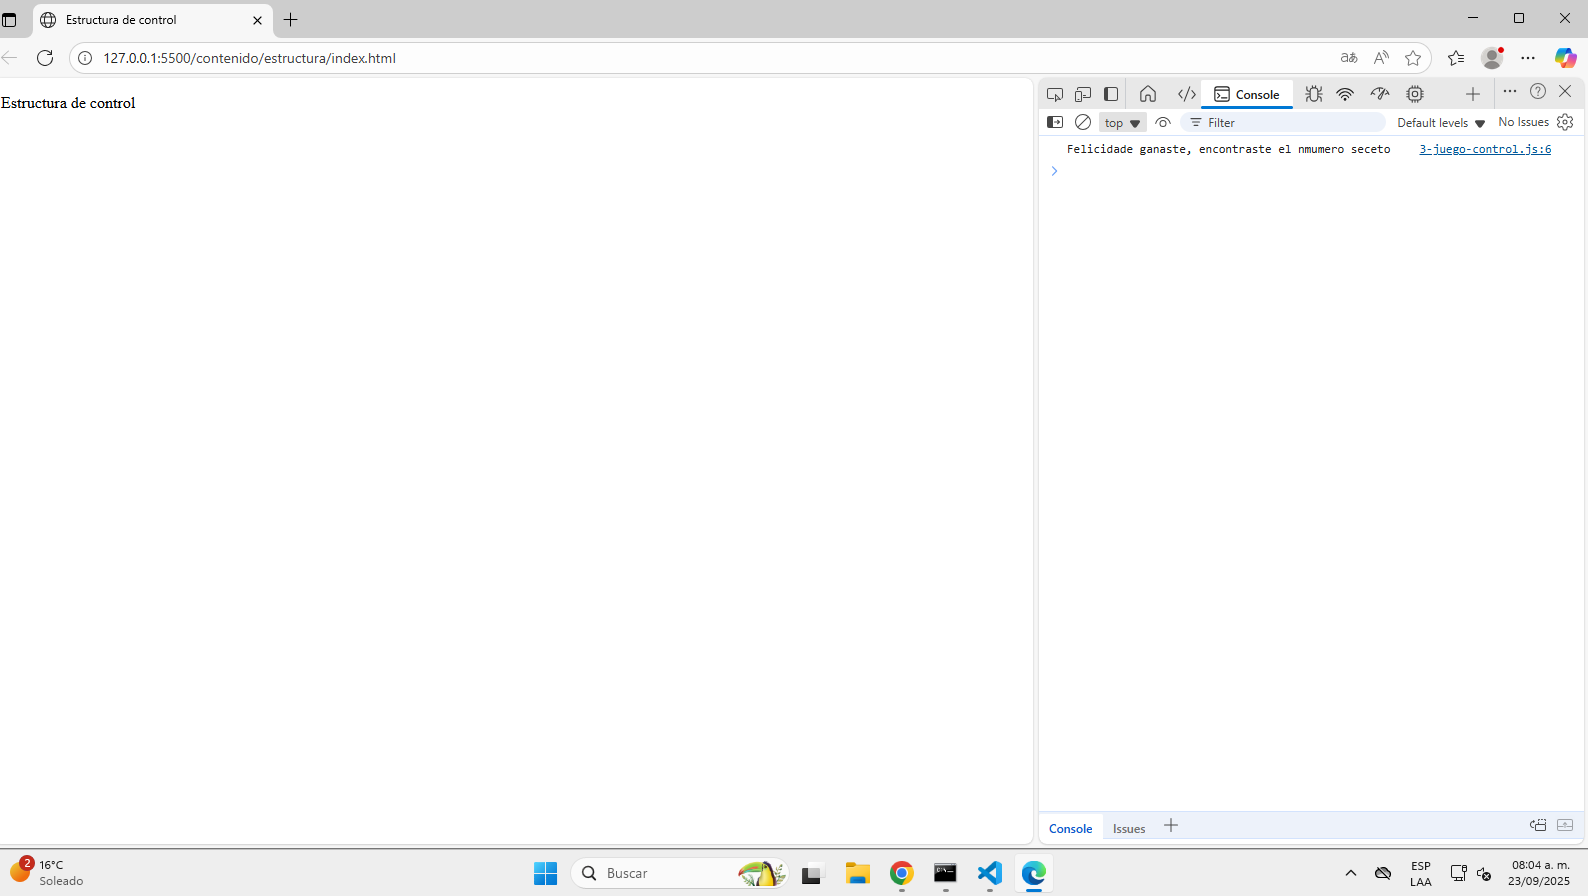 Estructura de control
127.0.0.1:5500/contenido/estructura/index.html
aあ
Estructura de control
Console
top
Filter
Default levels
No Issues
Felicidade ganaste, encontraste el nmumero seceto 3-juego-control.js:6
Console
Issues
2
16°C
Soleado
Buscar
ESP
LAA
08:04 a. m.
23/09/2025